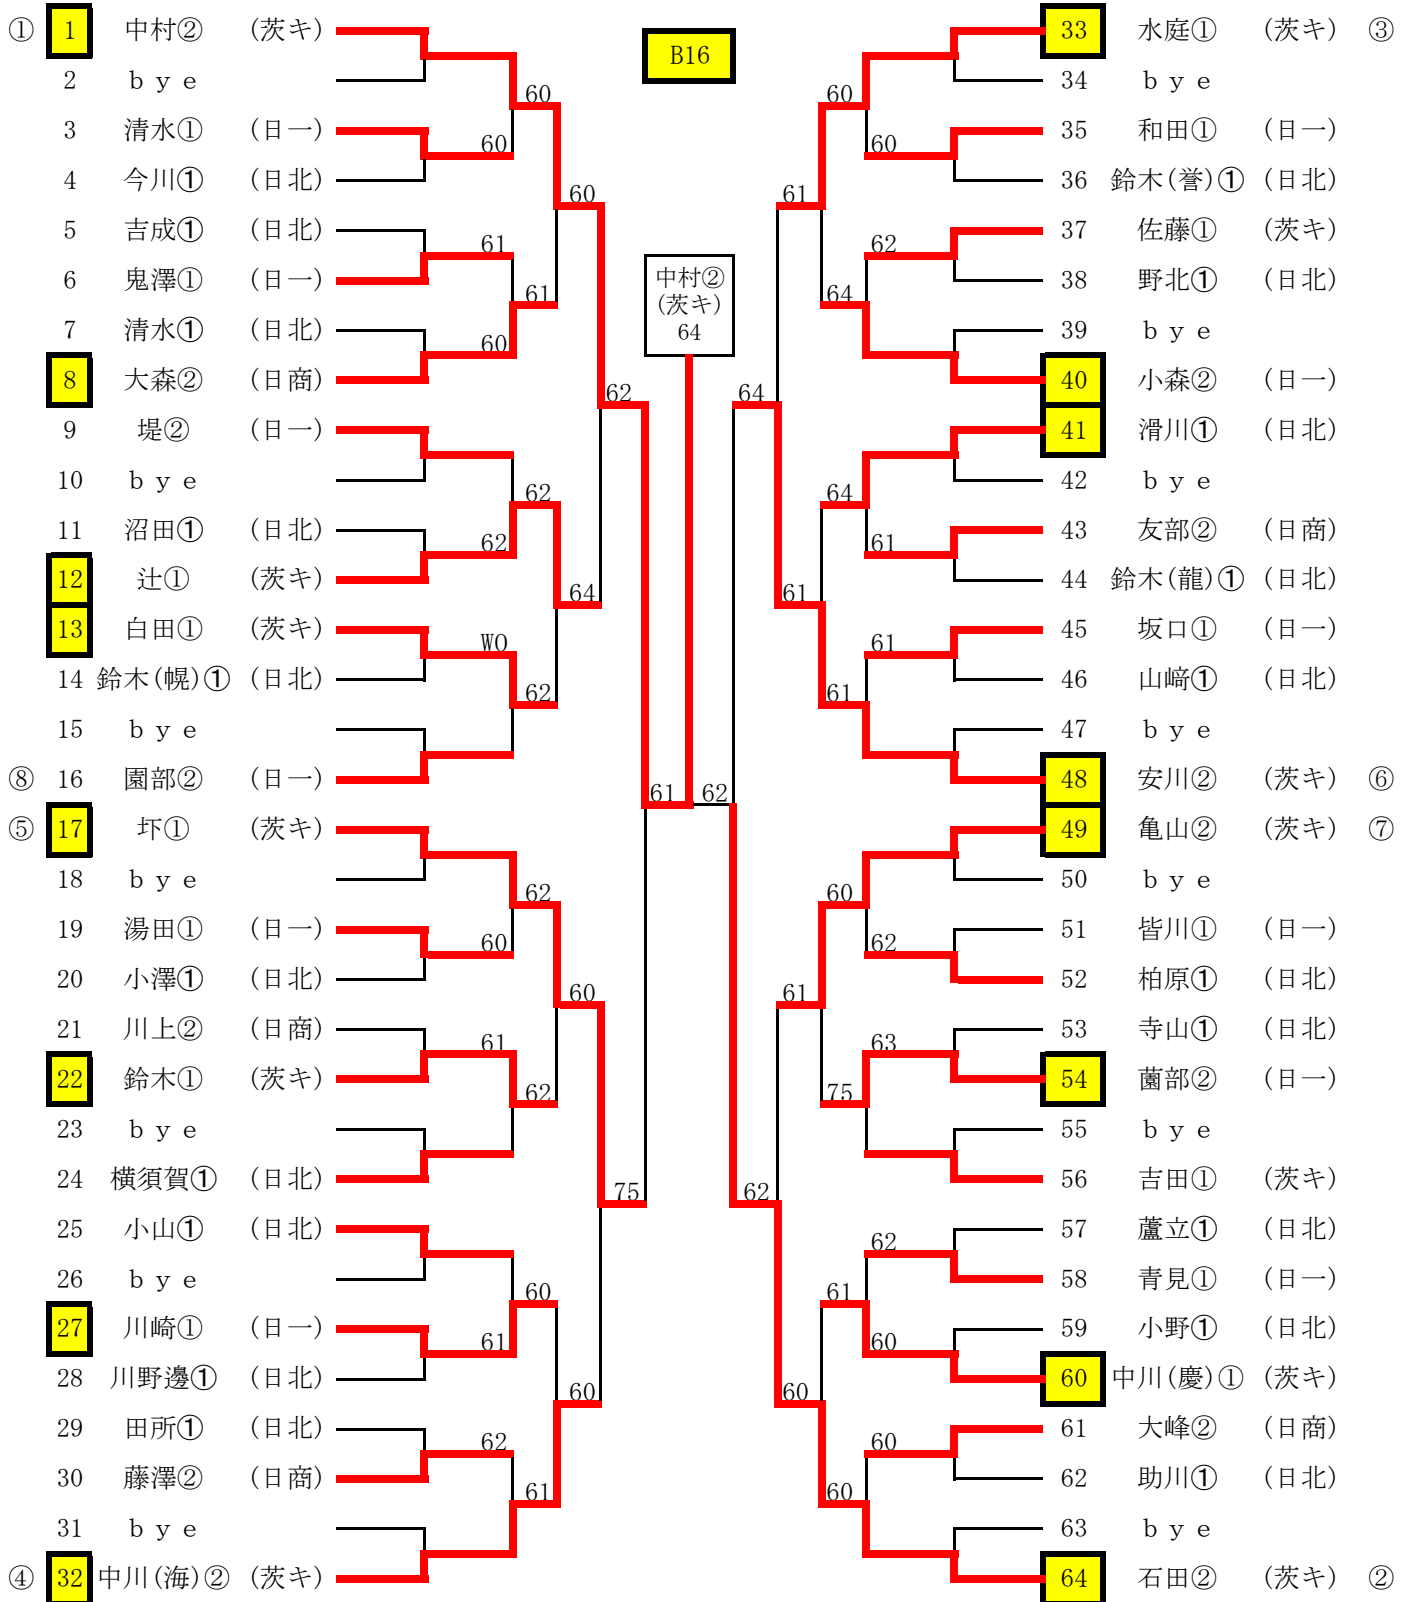 ① 1 中村② (茨キ)
2 ｂｙｅ
3 清水① (日一)
4 今川① (日北)
5 吉成① (日北)
6 鬼澤① (日一)
7 清水① (日北)
8 大森② (日商)
9 堤② (日一)
10 ｂｙｅ
11 沼田① (日北)
12 辻① (茨キ)
13 白田① (茨キ)
14 鈴木(幌)① (日北)
15 ｂｙｅ
⑧ 16 園部② (日一)
⑤ 17 圷① (茨キ)
18 ｂｙｅ
19 湯田① (日一)
20 小澤① (日北)
21 川上② (日商)
22 鈴木① (茨キ)
23 ｂｙｅ
24 横須賀① (日北)
25 小山① (日北)
26 ｂｙｅ
27 川崎① (日一)
28 川野邊① (日北)
29 田所① (日北)
30 藤澤② (日商)
31 ｂｙｅ
④ 32 中川(海)② (茨キ)
60
61
60
WO
62
60
61
61
62
60
61
62
62
62
62
60
61
60
64
60
60
62
75
61
B16
中村②
(茨キ)
64
62
64
62
61
61
61
60
60
64
64
61
60
75
61
60
60
62
61
61
62
63
62
60
60
33 水庭① (茨キ) ③
34 ｂｙｅ
35 和田① (日一)
36 鈴木(誉)① (日北)
37 佐藤① (茨キ)
38 野北① (日北)
39 ｂｙｅ
40 小森② (日一)
41 滑川① (日北)
42 ｂｙｅ
43 友部② (日商)
44 鈴木(龍)① (日北)
45 坂口① (日一)
46 山﨑① (日北)
47 ｂｙｅ
48 安川② (茨キ) ⑥
49 亀山② (茨キ) ⑦
50 ｂｙｅ
51 皆川① (日一)
52 柏原① (日北)
53 寺山① (日北)
54 薗部② (日一)
55 ｂｙｅ
56 吉田① (茨キ)
57 蘆立① (日北)
58 青見① (日一)
59 小野① (日北)
60 中川(慶)① (茨キ)
61 大峰② (日商)
62 助川① (日北)
63 ｂｙｅ
64 石田② (茨キ) ②